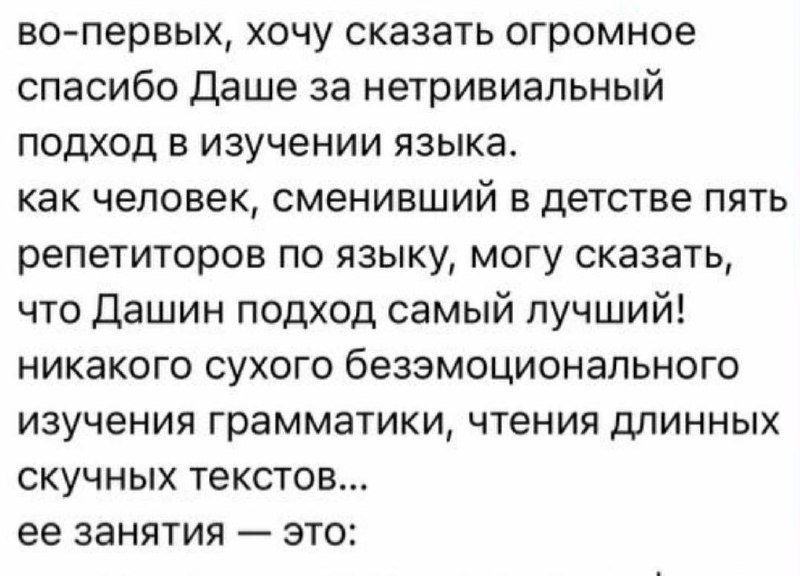 во-первых, хочу сказать огромное
спасибо Даше за нетривиальный
подход в изучении языка.
как человек, сменивший в детстве пять
репетиторов по языку, могу сказать,
что Дашин подход самый лучший!
никакого сухого безэмоционального
изучения грамматики, чтения длинных
скучных текстов...
ее занятия — это: